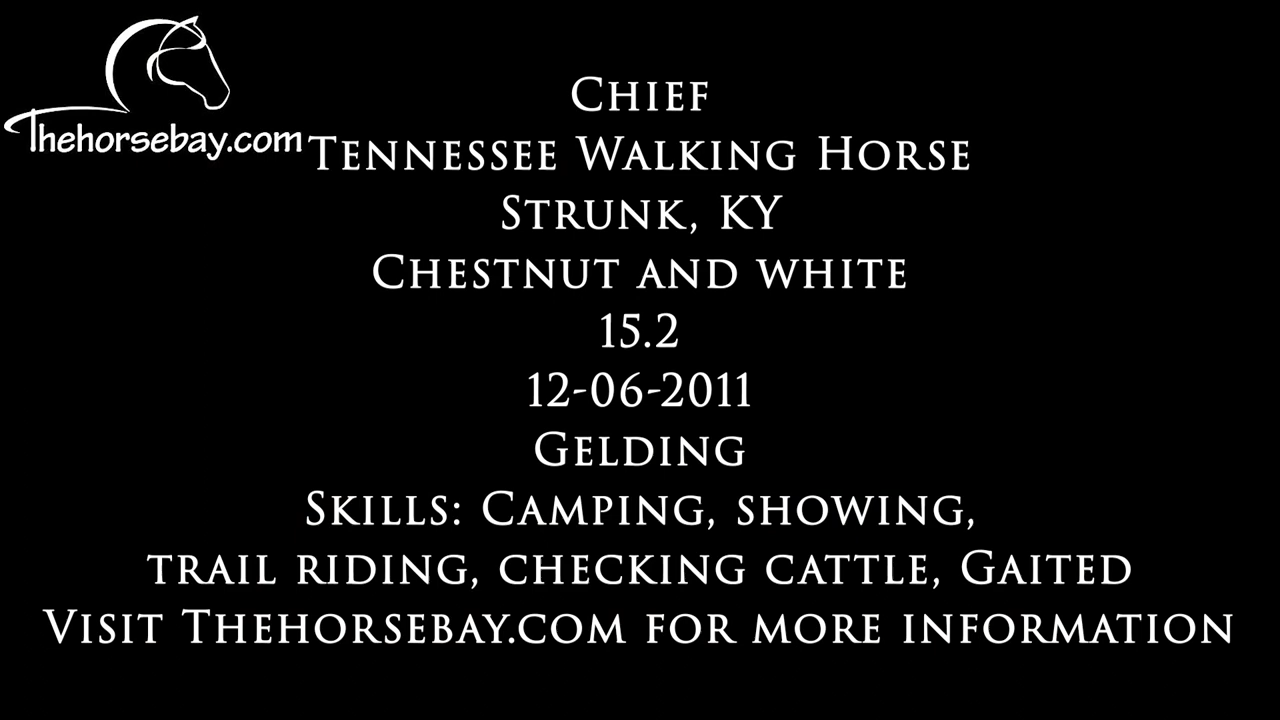 Thehorsebay.com
Chief
Tennessee Walking Horse
Strunk, KY
Chestnut and white
15.2
12-06-2011
Gelding
Skills: Camping, showing,
trail riding, checking cattle, Gaited
Visit Thehorsebay.com for more information